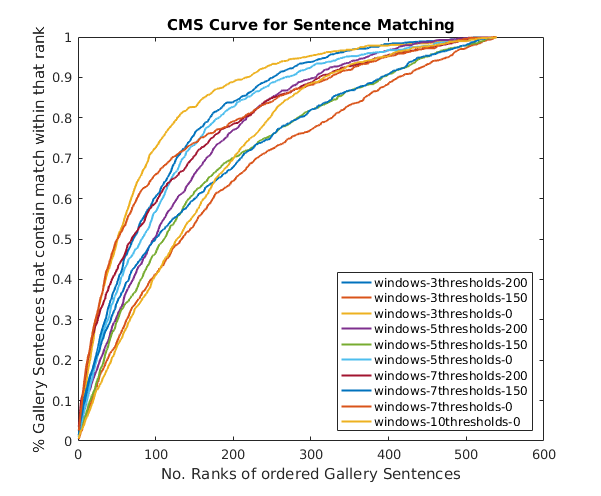 CMS Curve for Sentence Matching
% Gallery Sentences that contain match within that rank
1
0.9
0.8
0.7
0.6
0.5
0.4
0.3
0.2
0.1
0
windows-3thresholds-200
windows-3thresholds-150
windows-3thresholds-0
windows-5thresholds-200
windows-5thresholds-150
windows-5thresholds-0
windows-7thresholds-200
windows-7thresholds-150
windows-7thresholds-0
windows-10thresholds-0
0 100 200 300 400 500 600
No. Ranks of ordered Gallery Sentences